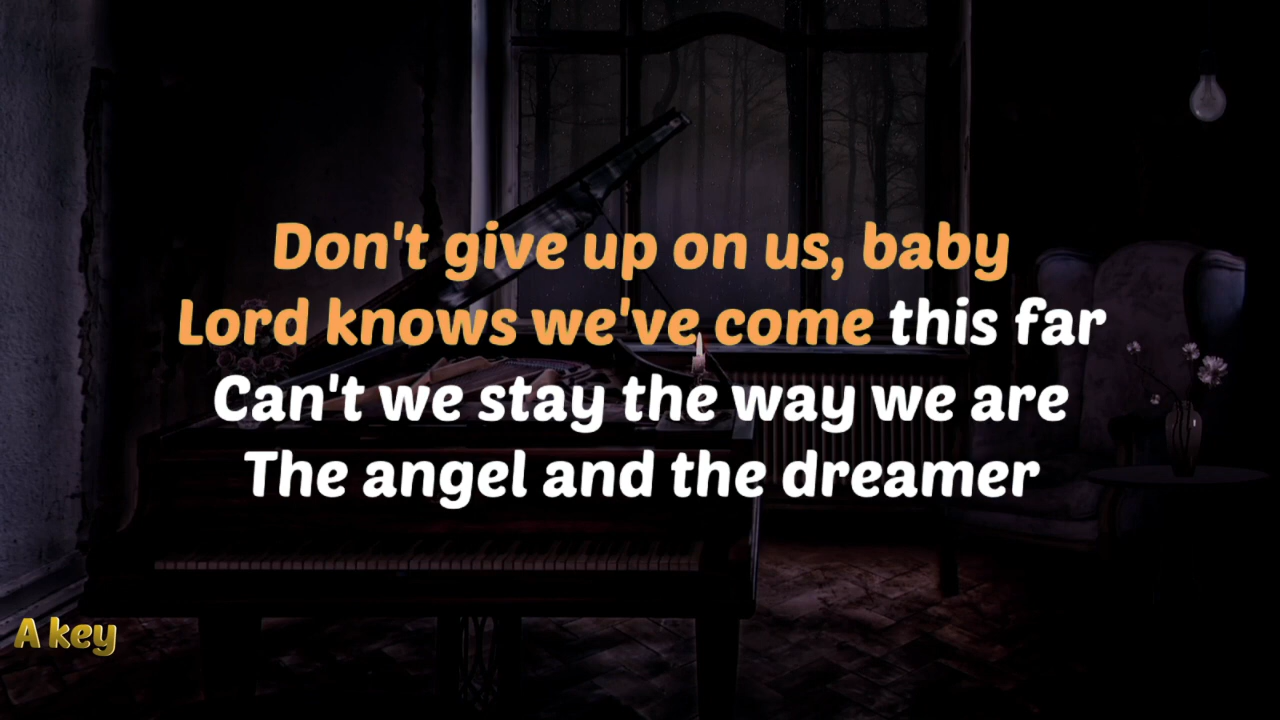 Don't give up on us, baby
Lord knows we've come this far
Can't we stay the way we are
The angel and the dreamer
A key